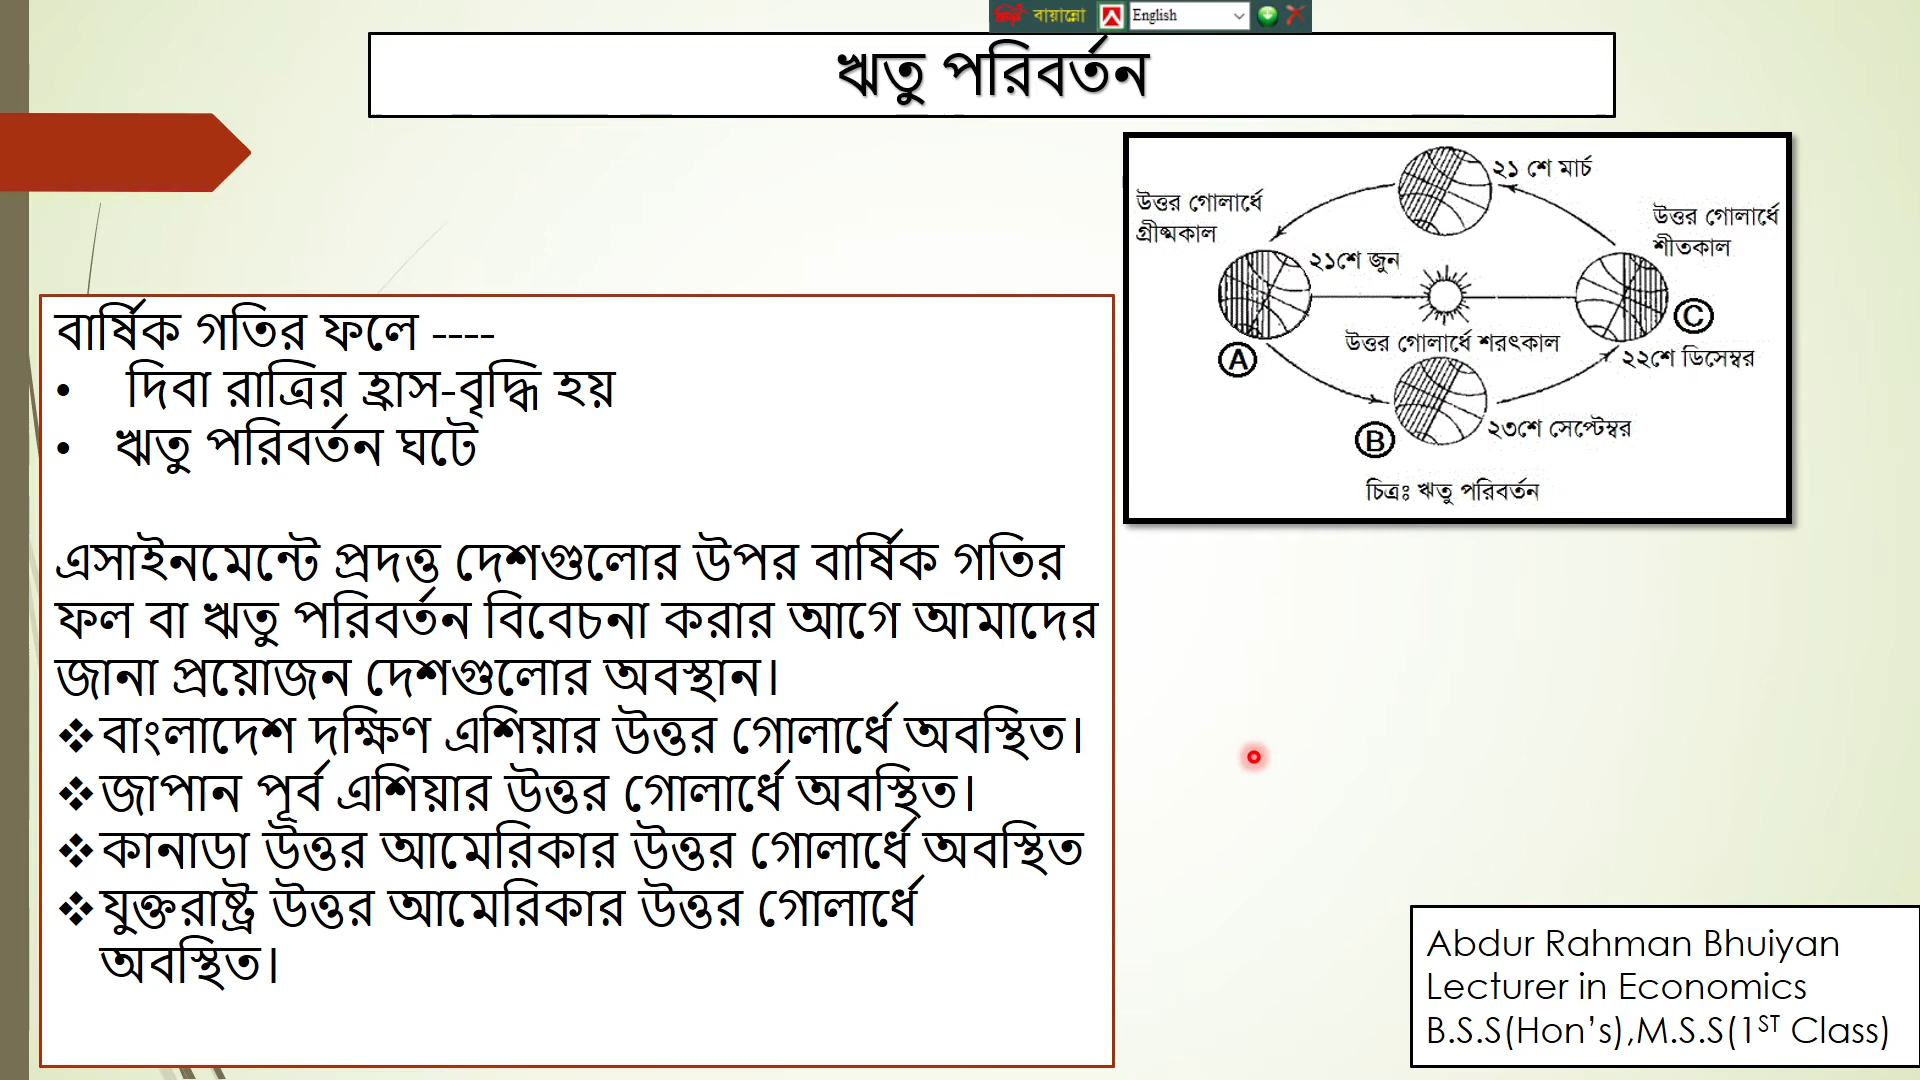 বায়ান্নো
English
ঋতু পরিবর্তন
২১ শে মার্চ
উত্তর গোলার্ধে
গ্রীষ্মকাল
উত্তর গোলার্ধে
শীতকাল
২১শে জুন
C
উত্তর গোলার্ধে শরৎকাল
A
২২শে ডিসেম্বর
B
২৩শে সেপ্টেম্বর
চিত্রঃ ঋতু পরিবর্তন
বার্ষিক গতির ফলে ----
• দিবা রাত্রির হ্রাস-বৃদ্ধি হয়
• ঋতু পরিবর্তন ঘটে
এসাইনমেন্টে প্রদত্ত দেশগুলোর উপর বার্ষিক গতির
ফল বা ঋতু পরিবর্তন বিবেচনা করার আগে আমাদের
জানা প্রয়োজন দেশগুলোর অবস্থান।
❖বাংলাদেশ দক্ষিণ এশিয়ার উত্তর গোলার্ধে অবস্থিত।
❖জাপান পূর্ব এশিয়ার উত্তর গোলার্ধে অবস্থিত।
❖কানাডা উত্তর আমেরিকার উত্তর গোলার্ধে অবস্থিত
❖যুক্তরাষ্ট্র উত্তর আমেরিকার উত্তর গোলার্ধে
অবস্থিত।
Abdur Rahman Bhuiyan
Lecturer in Economics
B.S.S(Hon’s),M.S.S(1ST Class)